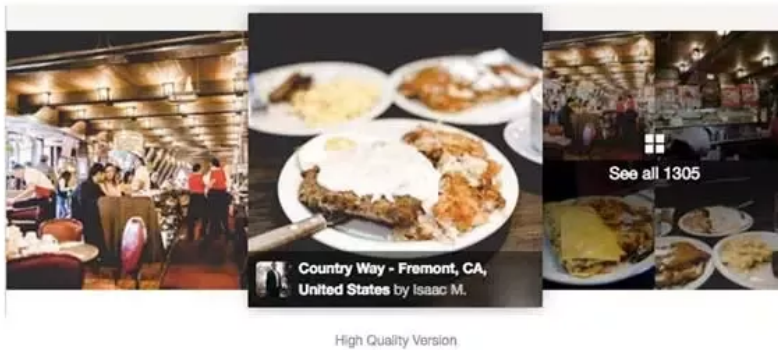 See all 1305
Country Way - Fremont, CA,
United States by Isaac M.
High Quality Version